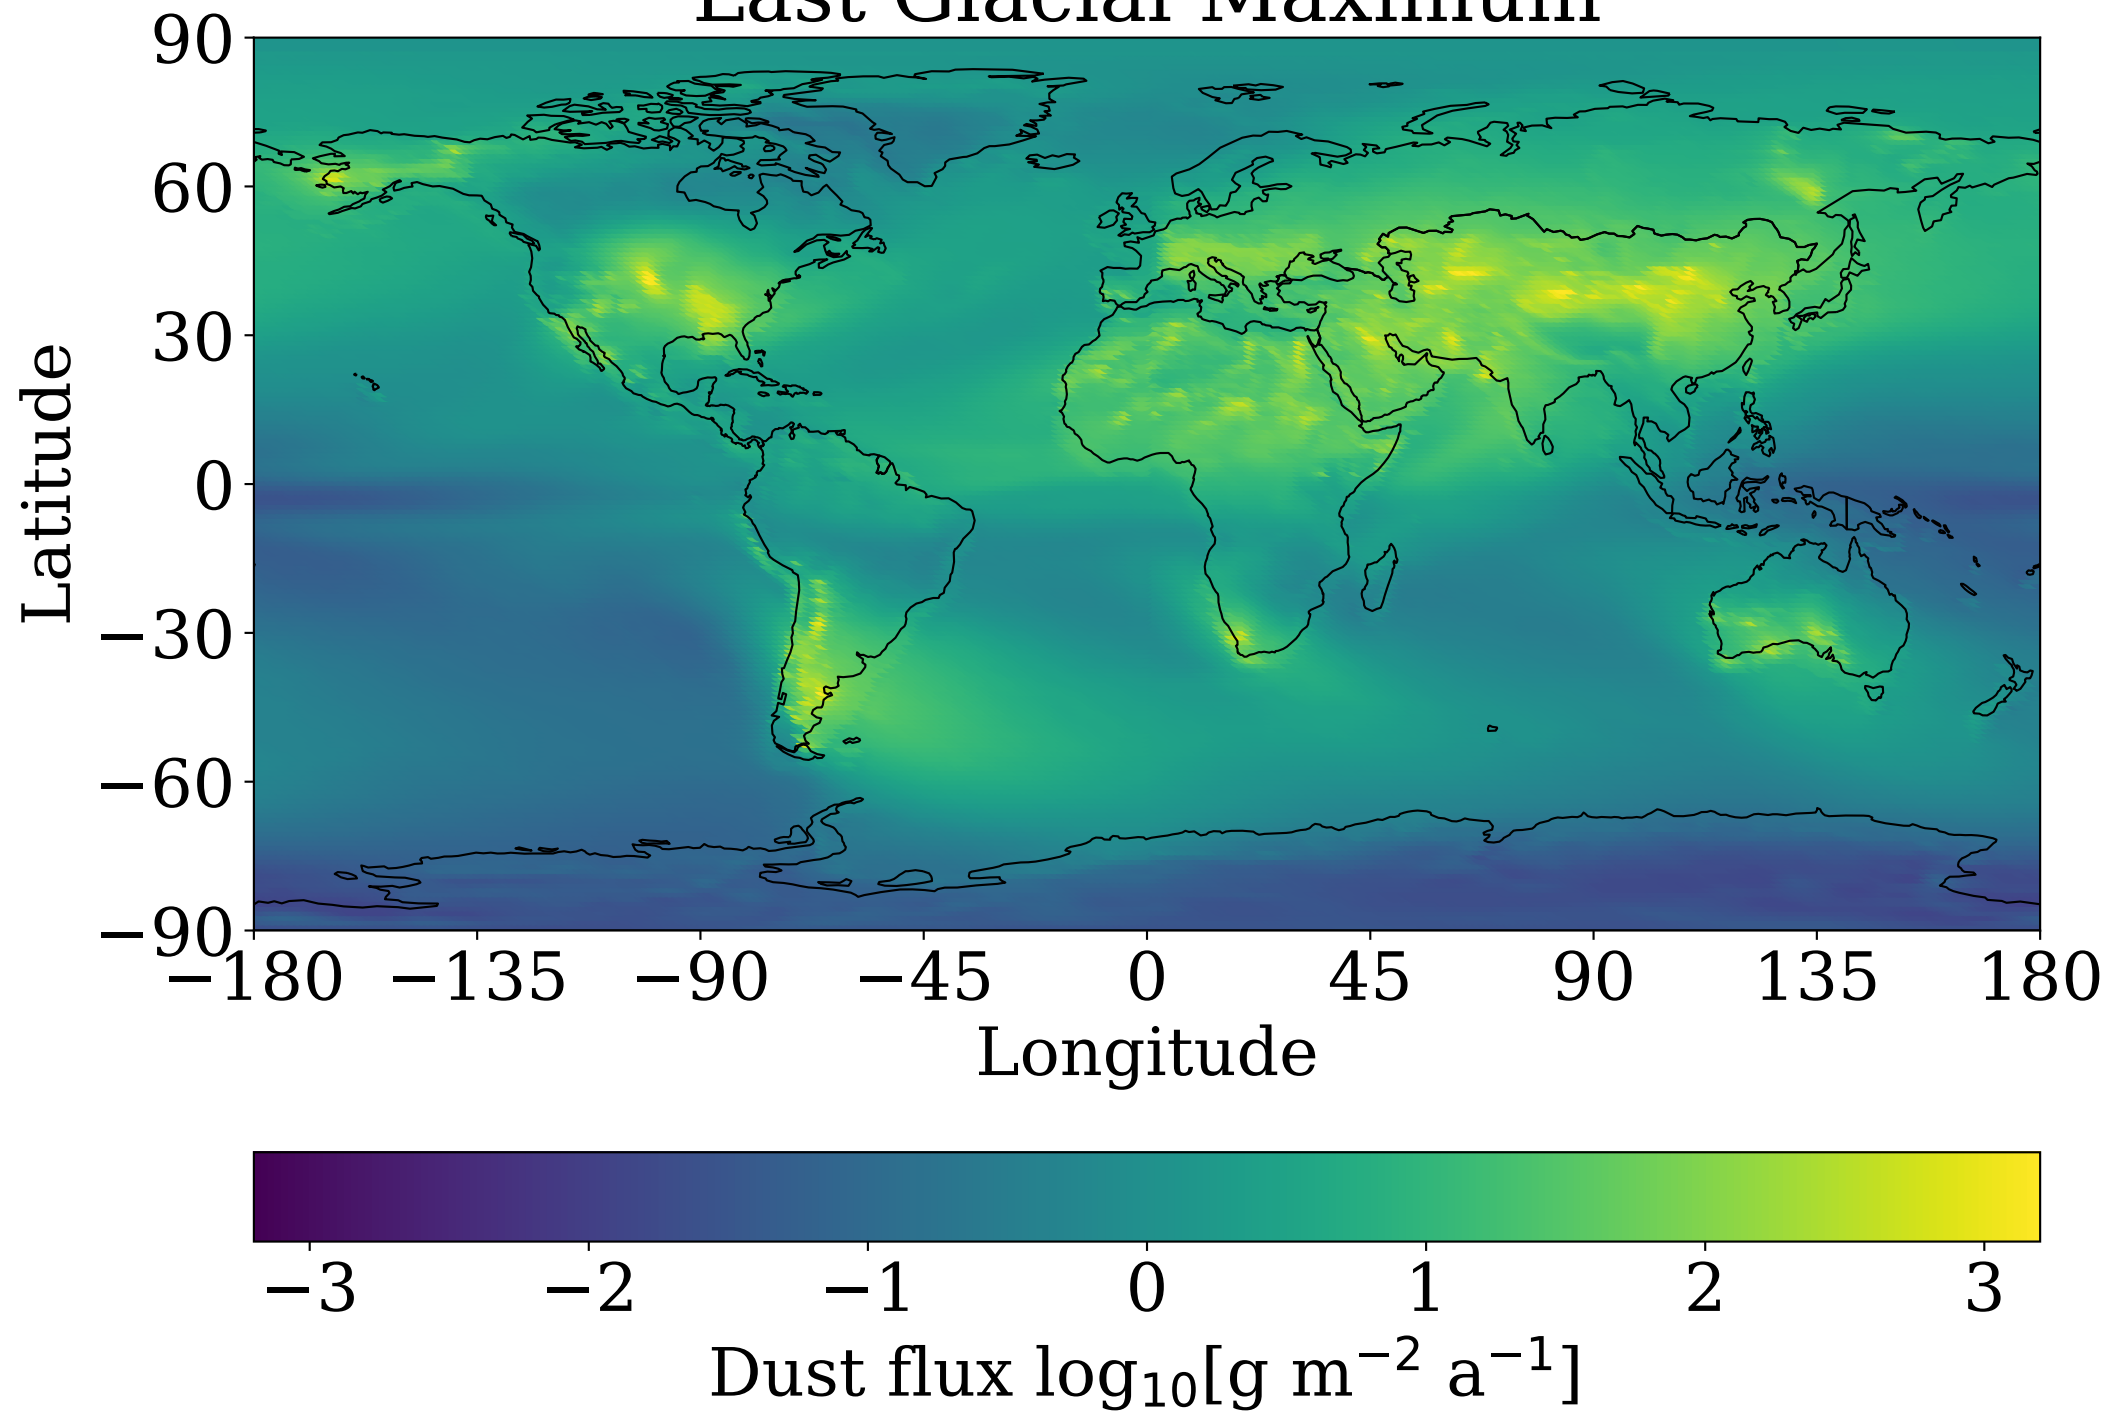 Last Glacial Maximum
90
60
30
0
−30
−60
−90
Latitude
−180 −135 −90 −45 0 45 90 135 180
Longitude
−3 −2 −1 0 1 2 3
Dust flux log₁₀[g m⁻² a⁻¹]